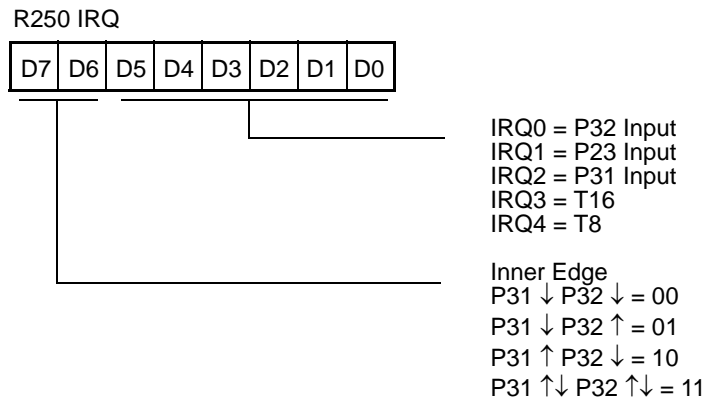 R250 IRQ
D7 D6 D5 D4 D3 D2 D1 D0
IRQ0 = P32 Input
IRQ1 = P23 Input
IRQ2 = P31 Input
IRQ3 = T16
IRQ4 = T8
Inner Edge
P31 ↓ P32 ↓ = 00
P31 ↓ P32 ↑ = 01
P31 ↑ P32 ↓ = 10
P31 ↑↓ P32 ↑↓ = 11